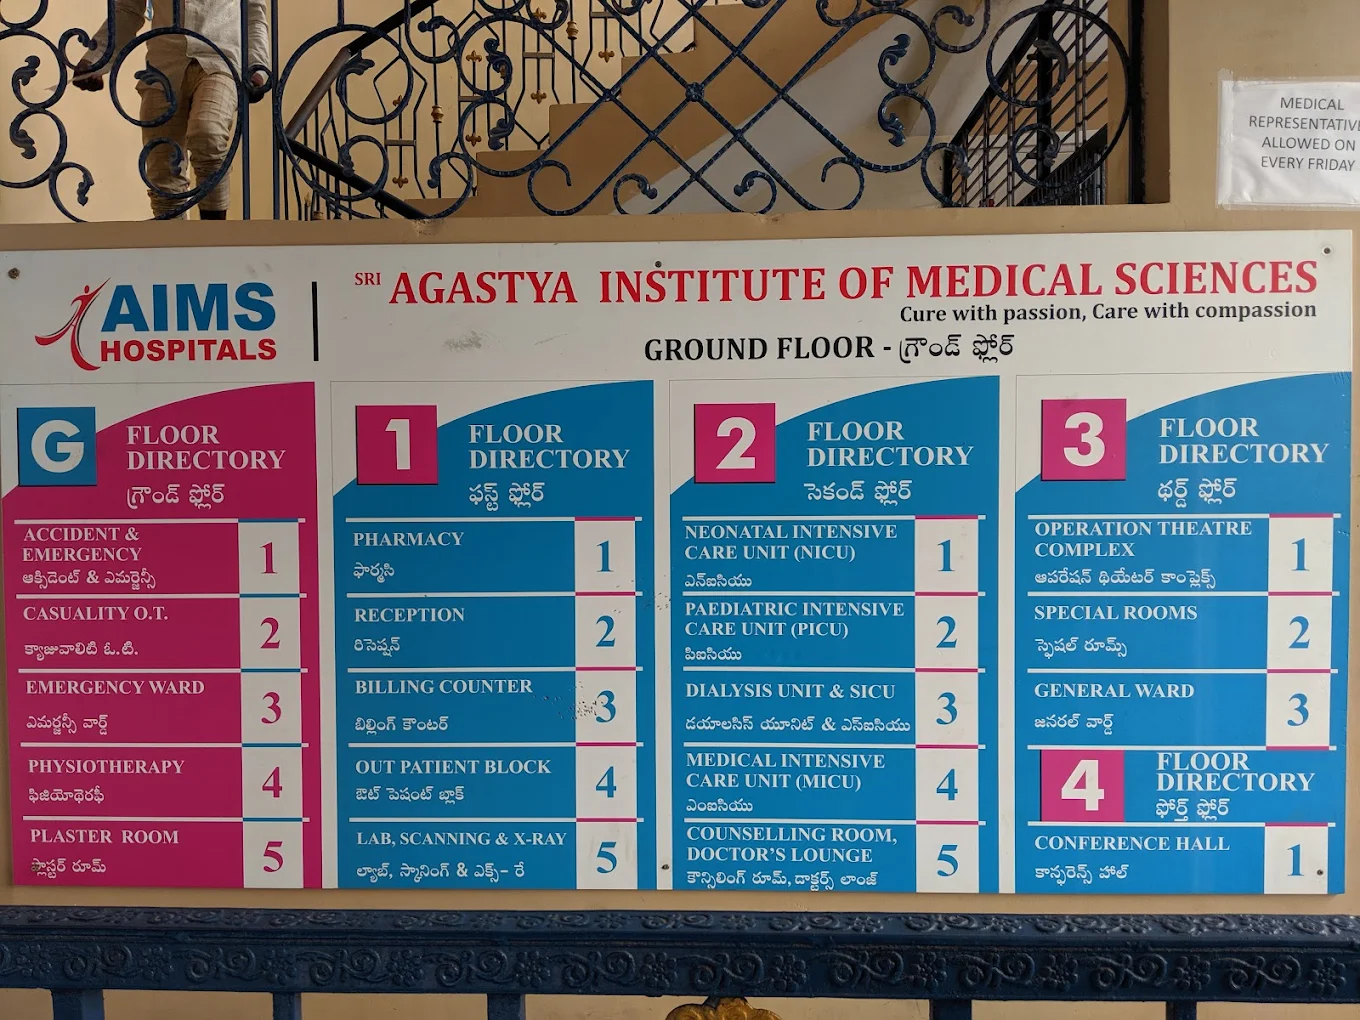 MEDICAL
REPRESENTATIVE
ALLOWED ON
EVERY FRIDAY
AIMS
HOSPITALS
SRI AGASTYA INSTITUTE OF MEDICAL SCIENCES
Cure with passion, Care with compassion
GROUND FLOOR - గ్రౌండ్ ఫ్లోర్
G
FLOOR
DIRECTORY
గ్రౌండ్ ఫ్లోర్
ACCIDENT &
EMERGENCY
ఆక్సిడెంట్ & ఎమర్జెన్సీ
1
CASUALITY O.T.
క్యాజువాలిటి ఓ.టి.
2
EMERGENCY WARD
ఎమర్జన్సీ వార్డ్
3
PHYSIOTHERAPY
ఫిజియోథెరఫీ
4
PLASTER ROOM
ప్లాస్టర్ రూమ్
5
1
FLOOR
DIRECTORY
ఫస్ట్ ఫ్లోర్
PHARMACY
ఫార్మసి
1
RECEPTION
రిసెప్షన్
2
BILLING COUNTER
బిల్లింగ్ కౌంటర్
3
OUT PATIENT BLOCK
ఔట్ పెషంట్ బ్లాక్
4
LAB, SCANNING & X-RAY
ల్యాబ్, స్కానింగ్ & ఎక్స్- రే
5
2
FLOOR
DIRECTORY
సెకండ్ ఫ్లోర్
NEONATAL INTENSIVE
CARE UNIT (NICU)
ఎన్ఐసియు
1
PAEDIATRIC INTENSIVE
CARE UNIT (PICU)
పిఐసియు
2
DIALYSIS UNIT & SICU
డయాలసిస్ యూనిట్ & ఎస్ఐసియు
3
MEDICAL INTENSIVE
CARE UNIT (MICU)
ఎంఐసియు
4
COUNSELLING ROOM,
DOCTOR'S LOUNGE
కౌన్సిలింగ్ రూమ్, డాక్టర్స్ లాంజ్
5
3
FLOOR
DIRECTORY
థర్డ్ ఫ్లోర్
OPERATION THEATRE
COMPLEX
ఆపరేషన్ థియేటర్ కాంప్లెక్స్
1
SPECIAL ROOMS
స్పెషల్ రూమ్స్
2
GENERAL WARD
జనరల్ వార్డ్
3
4
FLOOR
DIRECTORY
ఫోర్త్ ఫ్లోర్
CONFERENCE HALL
కాన్ఫరెన్స్ హాల్
1